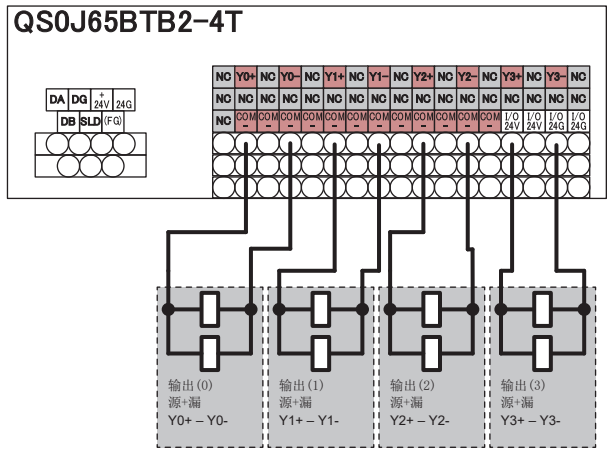 QS0J65BTB2-4T
DA DG +24V 24G
DB SLD (FG)
NC Y0+ NC Y0- NC Y1+ NC Y1- NC Y2+ NC Y2- NC Y3+ NC Y3- NC
NC NC NC NC NC NC NC NC NC NC NC NC NC NC NC NC NC
NC COM- COM- COM- COM- COM- COM- COM- COM- COM- COM- COM- COM- I/O 24V I/O 24V I/O 24G I/O 24G
输出(0)
源+漏
Y0+ – Y0-
输出(1)
源+漏
Y1+ – Y1-
输出(2)
源+漏
Y2+ – Y2-
输出(3)
源+漏
Y3+ – Y3-